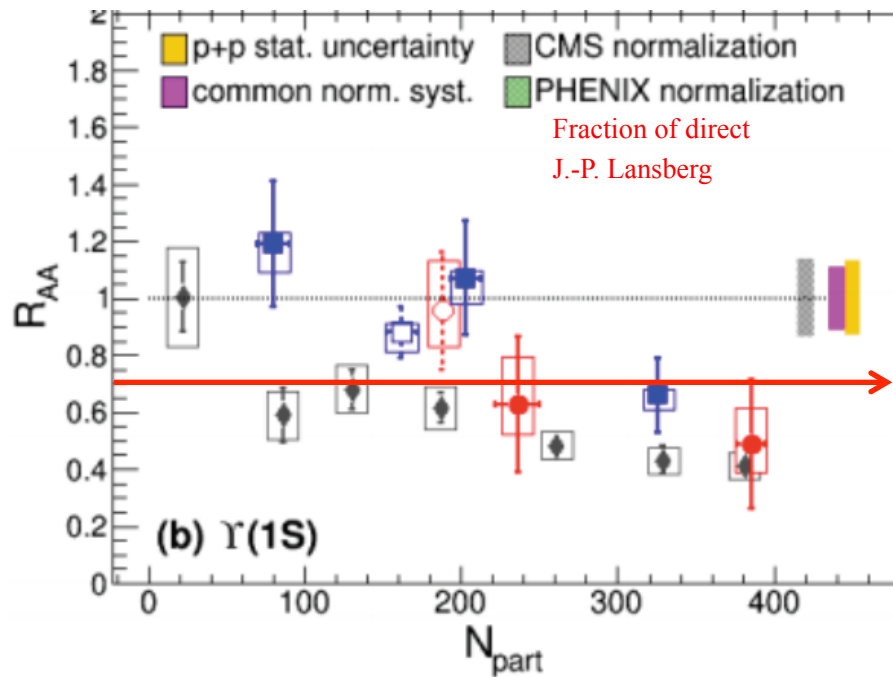 2
p+p stat. uncertainty
CMS normalization
1.8
common norm. syst.
PHENIX normalization
1.6
Fraction of direct
J.-P. Lansberg
1.4
1.2
1
0.8
0.6
0.4
0.2
0
R_AA
(b) ϒ(1S)
0 100 200 300 400
N_part